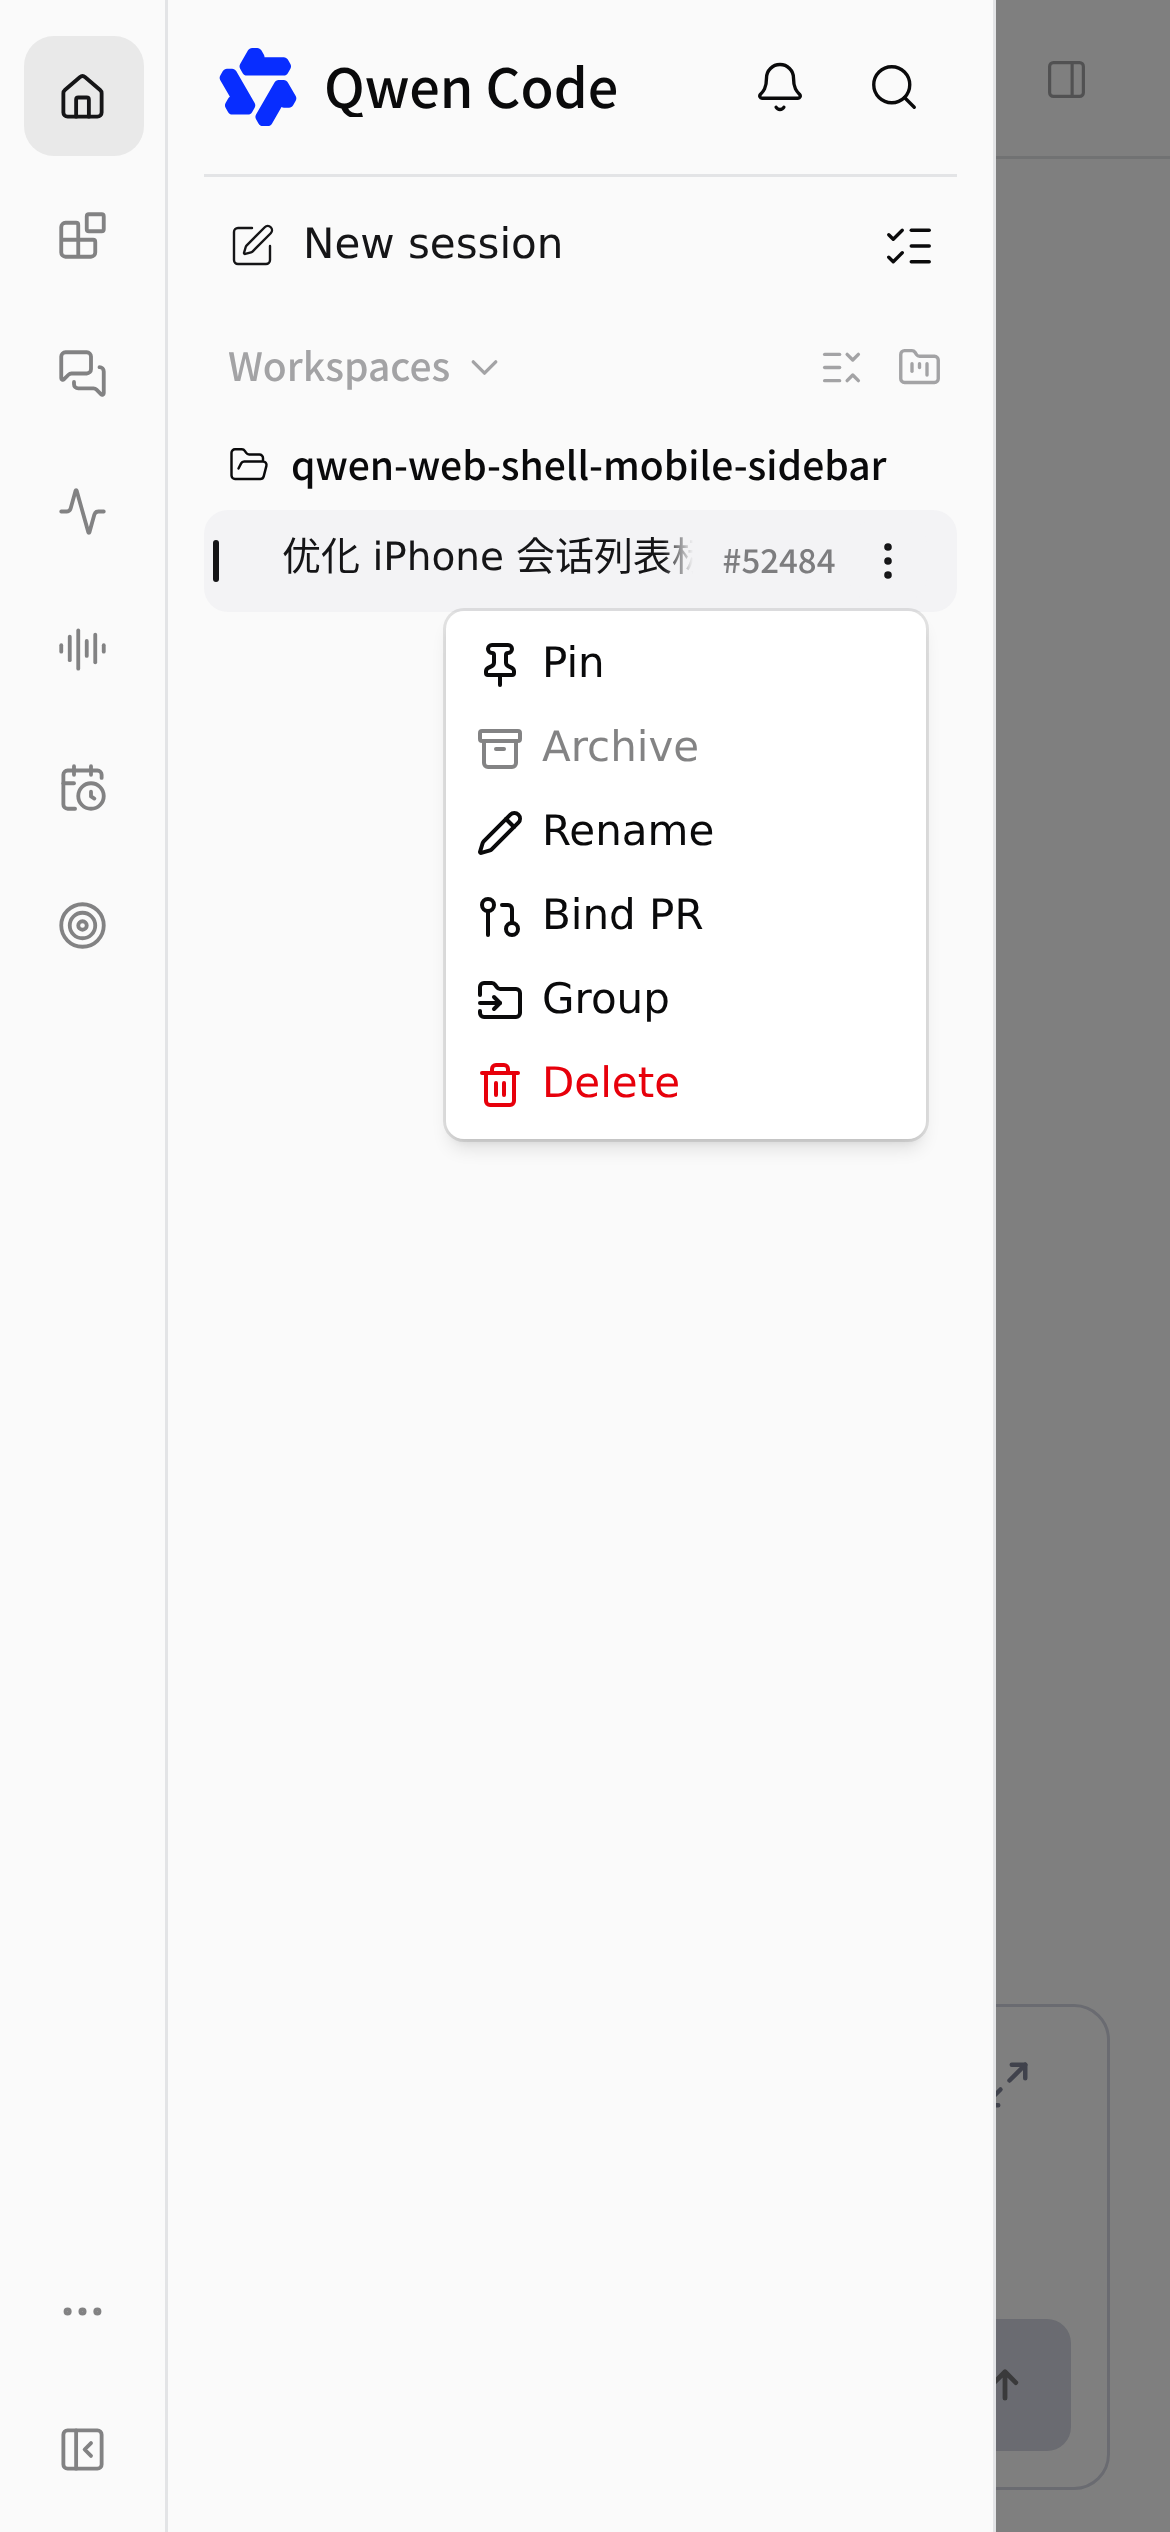 Qwen Code
New session
Workspaces
qwen-web-shell-mobile-sidebar
优化 iPhone 会话列表 #52484
Pin
Archive
Rename
Bind PR
Group
Delete